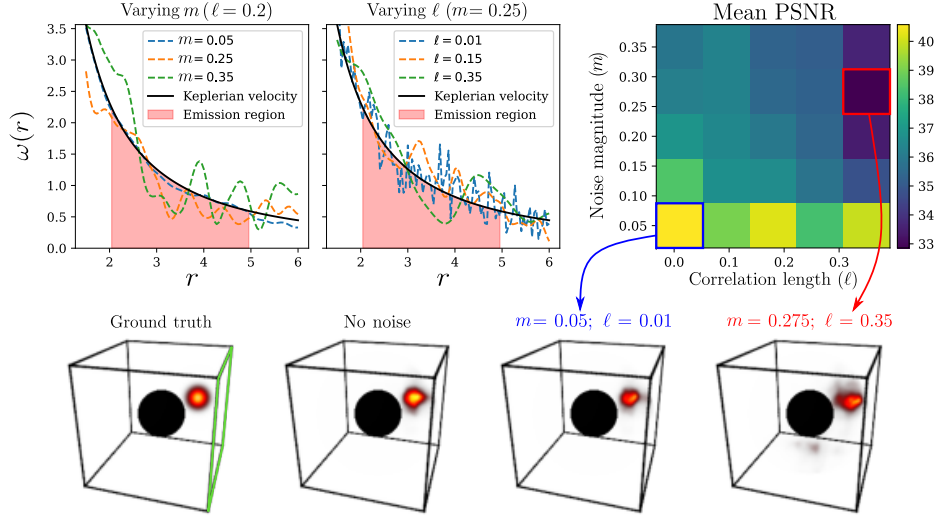 Varying m (ℓ = 0.2)
m = 0.05
m = 0.25
m = 0.35
Keplerian velocity
Emission region
ω(r)
3.5
3.0
2.5
2.0
1.5
1.0
0.5
0.0
2 3 4 5 6
r
Varying ℓ (m = 0.25)
ℓ = 0.01
ℓ = 0.15
ℓ = 0.35
Keplerian velocity
Emission region
2 3 4 5 6
r
Mean PSNR
Noise magnitude (m)
0.35
0.30
0.25
0.20
0.15
0.10
0.05
0.0 0.1 0.2 0.3
Correlation length (ℓ)
40
39
38
37
36
35
34
33
Ground truth
No noise
m = 0.05; ℓ = 0.01
m = 0.275; ℓ = 0.35